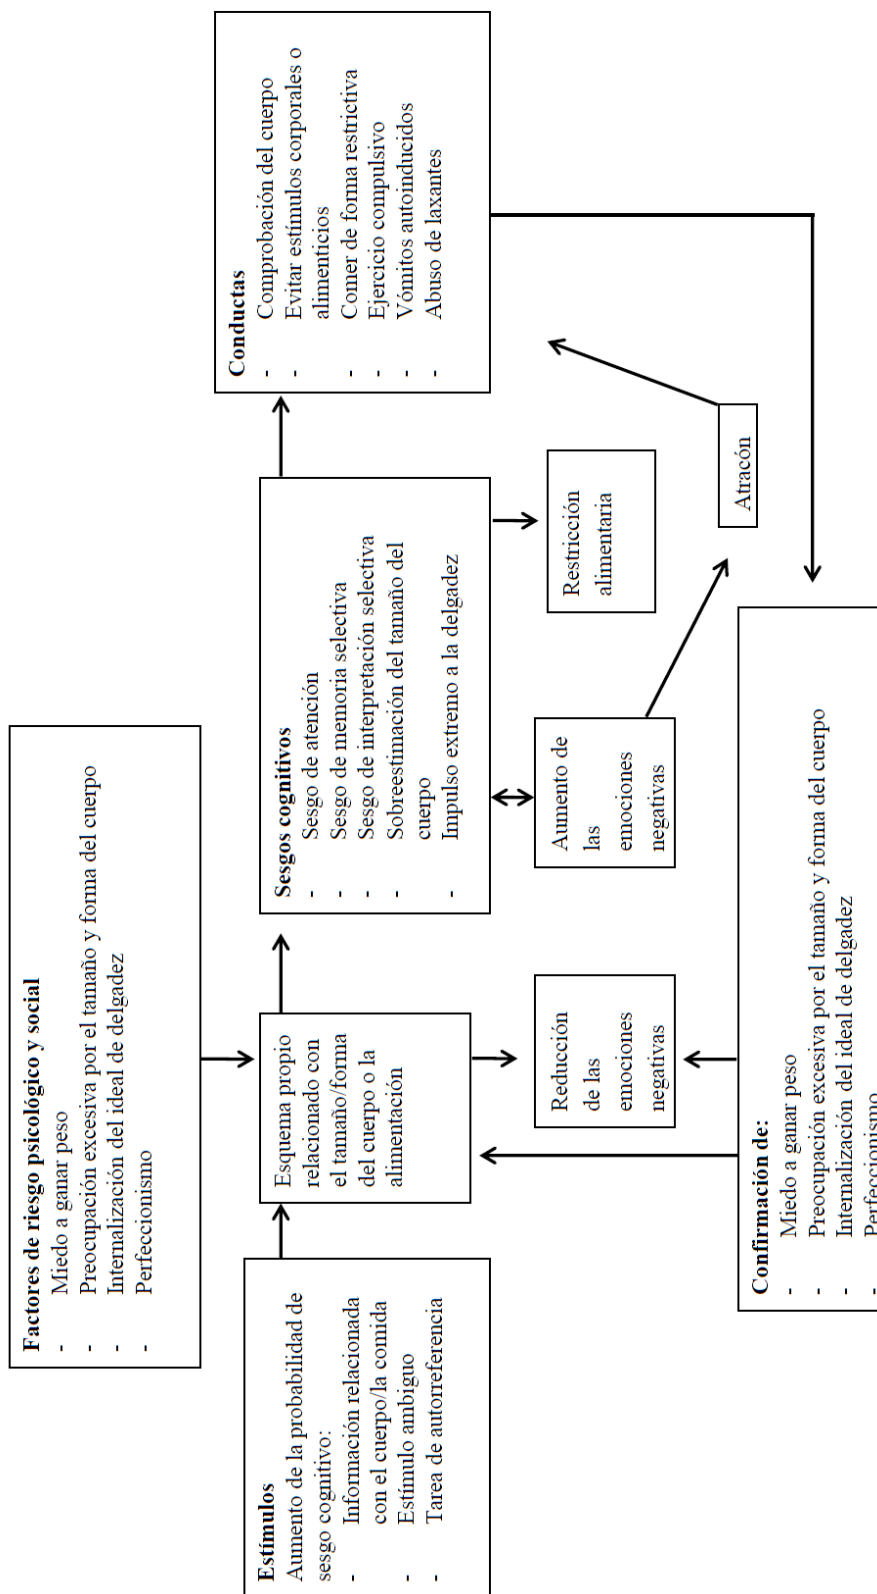 Factores de riesgo psicológico y social
- Miedo a ganar peso
- Preocupación excesiva por el tamaño y forma del cuerpo
- Internalización del ideal de delgadez
- Perfeccionismo
Estímulos
Aumento de la probabilidad de
sesgo cognitivo:
- Información relacionada
con el cuerpo/la comida
- Estímulo ambiguo
- Tarea de autorreferencia
Esquema propio
relacionado con
el tamaño/forma
del cuerpo o la
alimentación
Sesgos cognitivos
- Sesgo de atención
- Sesgo de memoria selectiva
- Sesgo de interpretación selectiva
- Sobreestimación del tamaño del
cuerpo
- Impulso extremo a la delgadez
Conductas
- Comprobación del cuerpo
- Evitar estímulos corporales o
alimenticios
- Comer de forma restrictiva
- Ejercicio compulsivo
- Vómitos autoinducidos
- Abuso de laxantes
Reducción
de las
emociones
negativas
Aumento de
las
emociones
negativas
Restricción
alimentaria
Atracón
Confirmación de:
- Miedo a ganar peso
- Preocupación excesiva por el tamaño y forma del cuerpo
- Internalización del ideal de delgadez
- Perfeccionismo